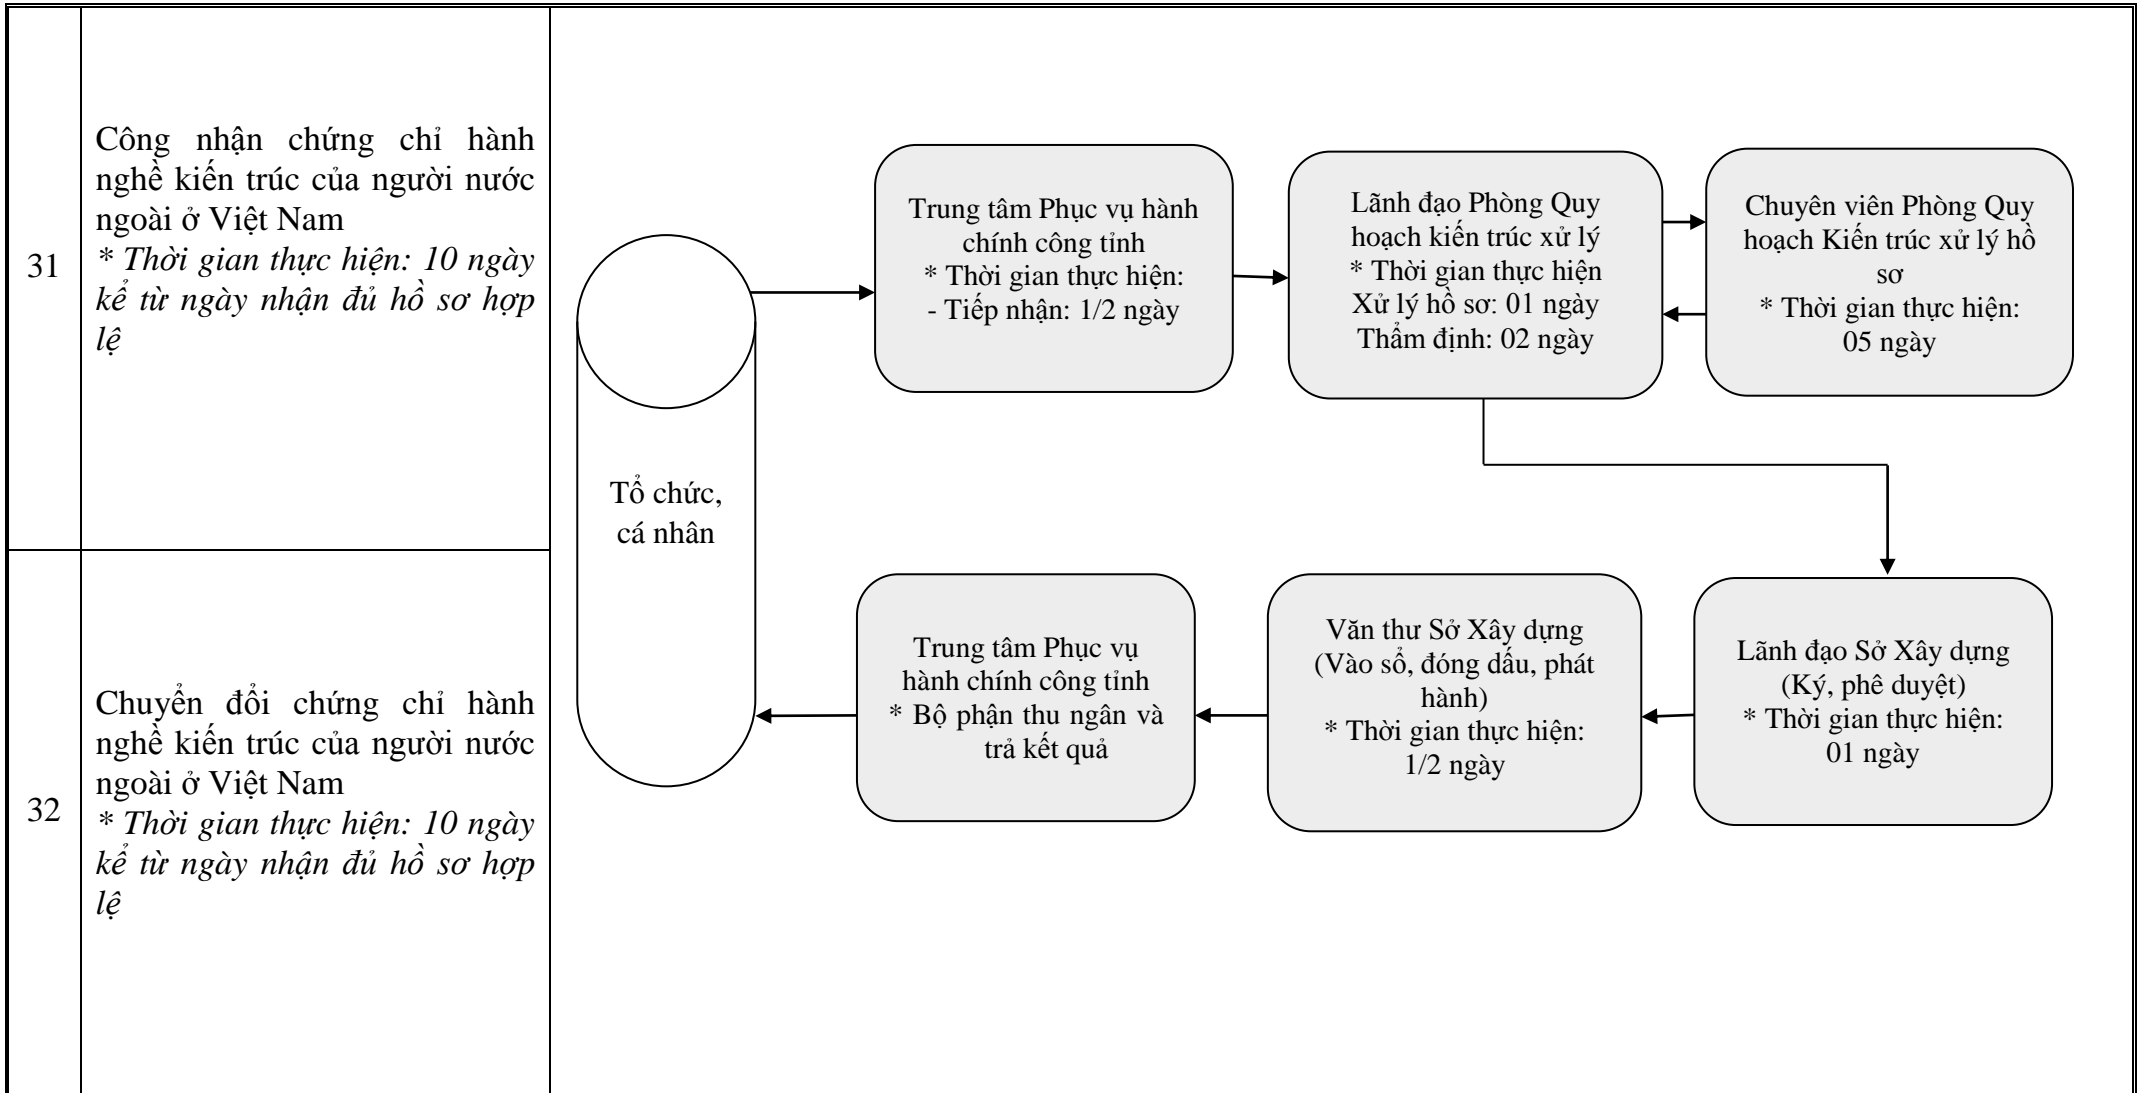 31
Công nhận chứng chỉ hành
nghề kiến trúc của người nước
ngoài ở Việt Nam
* Thời gian thực hiện: 10 ngày
kể từ ngày nhận đủ hồ sơ hợp
lệ
32
Chuyển đổi chứng chỉ hành
nghề kiến trúc của người nước
ngoài ở Việt Nam
* Thời gian thực hiện: 10 ngày
kể từ ngày nhận đủ hồ sơ hợp
lệ
Tổ chức,
cá nhân
Trung tâm Phục vụ hành
chính công tỉnh
* Thời gian thực hiện:
- Tiếp nhận: 1/2 ngày
Lãnh đạo Phòng Quy
hoạch kiến trúc xử lý
* Thời gian thực hiện
Xử lý hồ sơ: 01 ngày
Thẩm định: 02 ngày
Chuyên viên Phòng Quy
hoạch Kiến trúc xử lý hồ
sơ
* Thời gian thực hiện:
05 ngày
Lãnh đạo Sở Xây dựng
(Ký, phê duyệt)
* Thời gian thực hiện:
01 ngày
Văn thư Sở Xây dựng
(Vào sổ, đóng dấu, phát
hành)
* Thời gian thực hiện:
1/2 ngày
Trung tâm Phục vụ
hành chính công tỉnh
* Bộ phận thu ngân và
trả kết quả